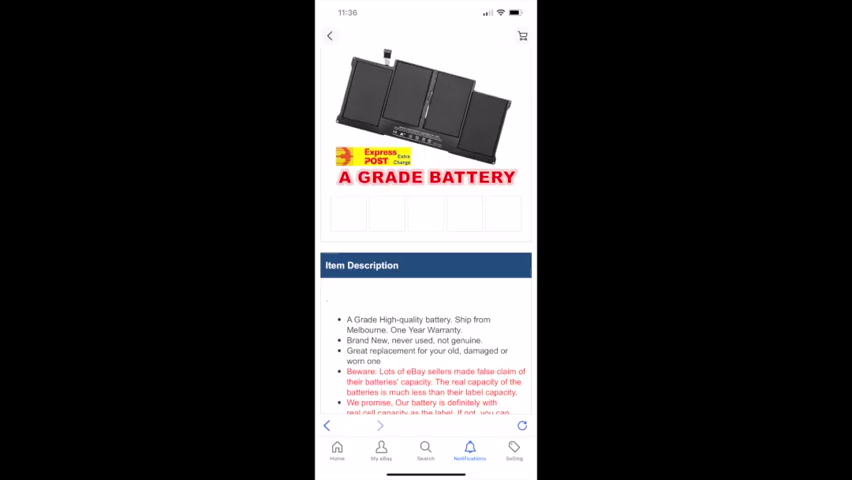 11:36
Express
POST
Extra
Charge
A GRADE BATTERY
Item Description
A Grade High-quality battery. Ship from
Melbourne. One Year Warranty.
Brand New, never used, not genuine.
Great replacement for your old, damaged or
worn one
Beware: Lots of eBay sellers made false claim of
their batteries' capacity. The real capacity of the
batteries is much less than their label capacity.
We promise, Our battery is definitely with
real cell capacity as the label. If not, you can
Home
My eBay
Search
Notifications
Selling